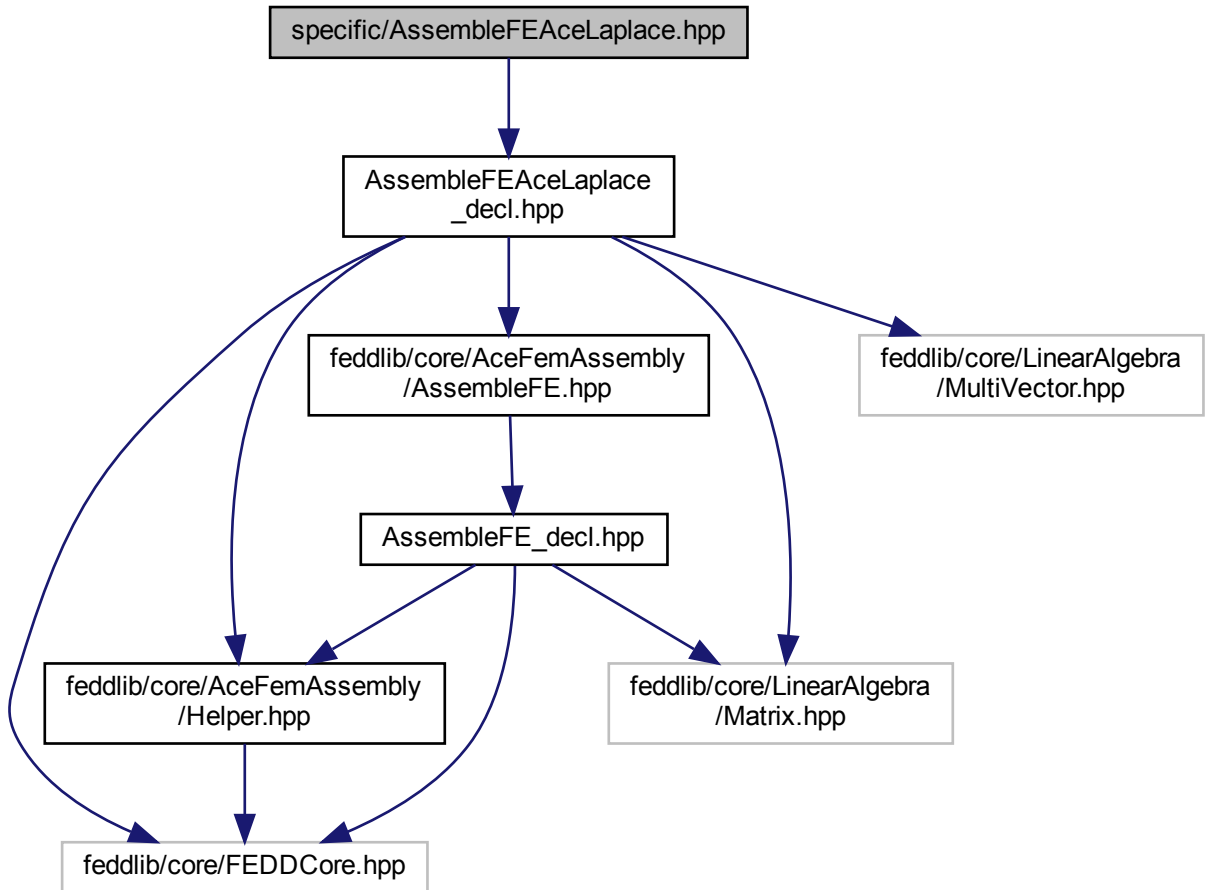 specific/AssembleFEAceLaplace.hpp
AssembleFEAceLaplace
_decl.hpp
feddlib/core/AceFemAssembly
/AssembleFE.hpp
feddlib/core/LinearAlgebra
/MultiVector.hpp
AssembleFE_decl.hpp
feddlib/core/AceFemAssembly
/Helper.hpp
feddlib/core/LinearAlgebra
/Matrix.hpp
feddlib/core/FEDDCore.hpp